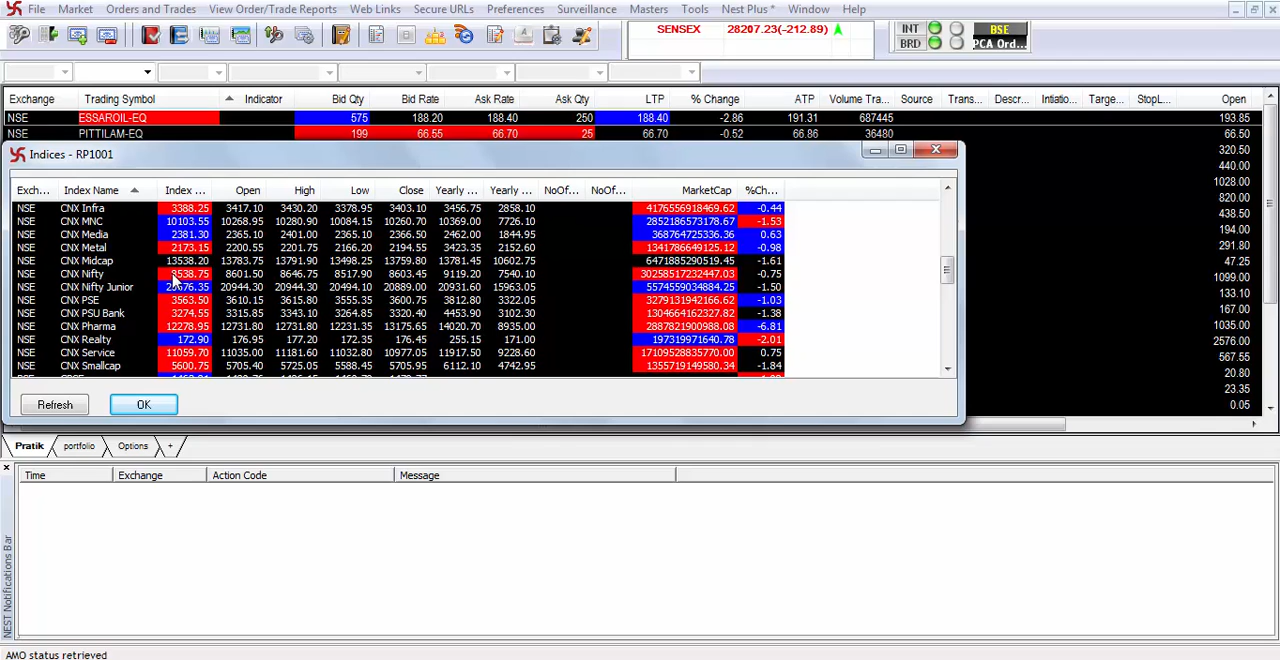 File Market Orders and Trades View Order/Trade Reports Web Links Secure URLs Preferences Surveillance Masters Tools Nest Plus * Window Help
SENSEX 28207.23(-212.89) INT BRD BSE PCA Ord...
Exchange Trading Symbol Indicator Bid Qty Bid Rate Ask Rate Ask Qty LTP % Change ATP Volume Tra... Source Trans... Descr... Intiatio... Targe... StopL... Open
NSE ESSAROIL-EQ 575 188.20 188.40 250 188.40 -2.86 191.31 687445 193.85
NSE PITTILAM-EQ 199 66.55 66.70 25 66.70 -0.52 66.86 36480 66.50
320.50
440.00
1028.00
820.00
438.50
194.00
291.80
47.25
1099.00
133.10
167.00
1035.00
2576.00
567.55
20.80
23.35
0.05
Indices - RP1001
Exch... Index Name Index ... Open High Low Close Yearly ... Yearly ... NoOf... NoOf... MarketCap %Ch...
NSE CNX Infra 3388.25 3417.10 3430.20 3378.95 3403.10 3456.75 2858.10 4176556918469.62 -0.44
NSE CNX MNC 10103.55 10268.95 10280.90 10084.15 10260.70 10369.00 7726.10 2852186573178.67 -1.53
NSE CNX Media 2381.30 2365.10 2401.00 2365.10 2366.50 2462.00 1844.95 368764725336.36 0.63
NSE CNX Metal 2173.15 2200.55 2201.75 2166.20 2194.55 3423.35 2152.60 1341786649125.12 -0.98
NSE CNX Midcap 13538.20 13783.75 13791.90 13498.25 13759.80 13781.45 10602.75 6471885290519.45 -1.61
NSE CNX Nifty 8538.75 8601.50 8646.75 8517.90 8603.45 9119.20 7540.10 30258517232447.03 -0.75
NSE CNX Nifty Junior 20944.30 20944.30 20494.10 20889.00 20931.60 15963.05 5574559034884.25 -1.50
NSE CNX PSE 3563.50 3610.15 3615.80 3555.35 3600.75 3812.80 3322.05 3279131942166.62 -1.03
NSE CNX PSU Bank 3274.55 3315.85 3343.10 3264.85 3320.40 4453.90 3102.30 1304664162327.82 -1.38
NSE CNX Pharma 12278.95 12731.80 12731.80 12231.35 13175.65 14020.70 8935.00 2887821900988.08 -6.81
NSE CNX Realty 172.90 176.95 177.20 172.35 176.45 255.15 171.00 197319971640.78 -2.01
NSE CNX Service 11059.70 11035.00 11181.60 11032.80 10977.05 11917.50 9228.60 17109528835770.00 0.75
NSE CNX Smallcap 5600.75 5705.40 5725.05 5588.45 5705.95 6112.10 4742.95 1355719149580.34 -1.84
Refresh OK
Pratik portfolio Options +
Time Exchange Action Code Message
NEST Notifications Bar
AMO status retrieved